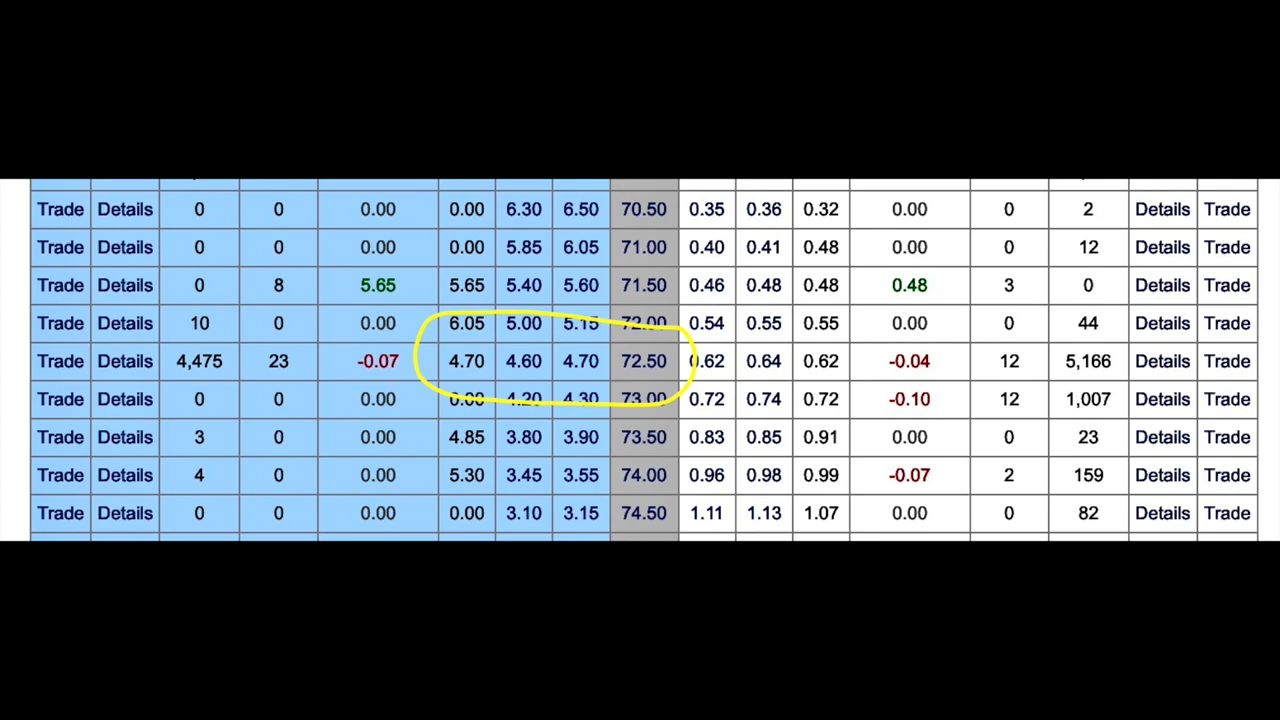 Trade Details 0 0 0.00 0.00 6.30 6.50 70.50 0.35 0.36 0.32 0.00 0 2 Details Trade
Trade Details 0 0 0.00 0.00 5.85 6.05 71.00 0.40 0.41 0.48 0.00 0 12 Details Trade
Trade Details 0 8 5.65 5.65 5.40 5.60 71.50 0.46 0.48 0.48 0.48 3 0 Details Trade
Trade Details 10 0 0.00 6.05 5.00 5.15 72.00 0.54 0.55 0.55 0.00 0 44 Details Trade
Trade Details 4,475 23 -0.07 4.70 4.60 4.70 72.50 0.62 0.64 0.62 -0.04 12 5,166 Details Trade
Trade Details 0 0 0.00 0.00 4.20 4.30 73.00 0.72 0.74 0.72 -0.10 12 1,007 Details Trade
Trade Details 3 0 0.00 4.85 3.80 3.90 73.50 0.83 0.85 0.91 0.00 0 23 Details Trade
Trade Details 4 0 0.00 5.30 3.45 3.55 74.00 0.96 0.98 0.99 -0.07 2 159 Details Trade
Trade Details 0 0 0.00 0.00 3.10 3.15 74.50 1.11 1.13 1.07 0.00 0 82 Details Trade